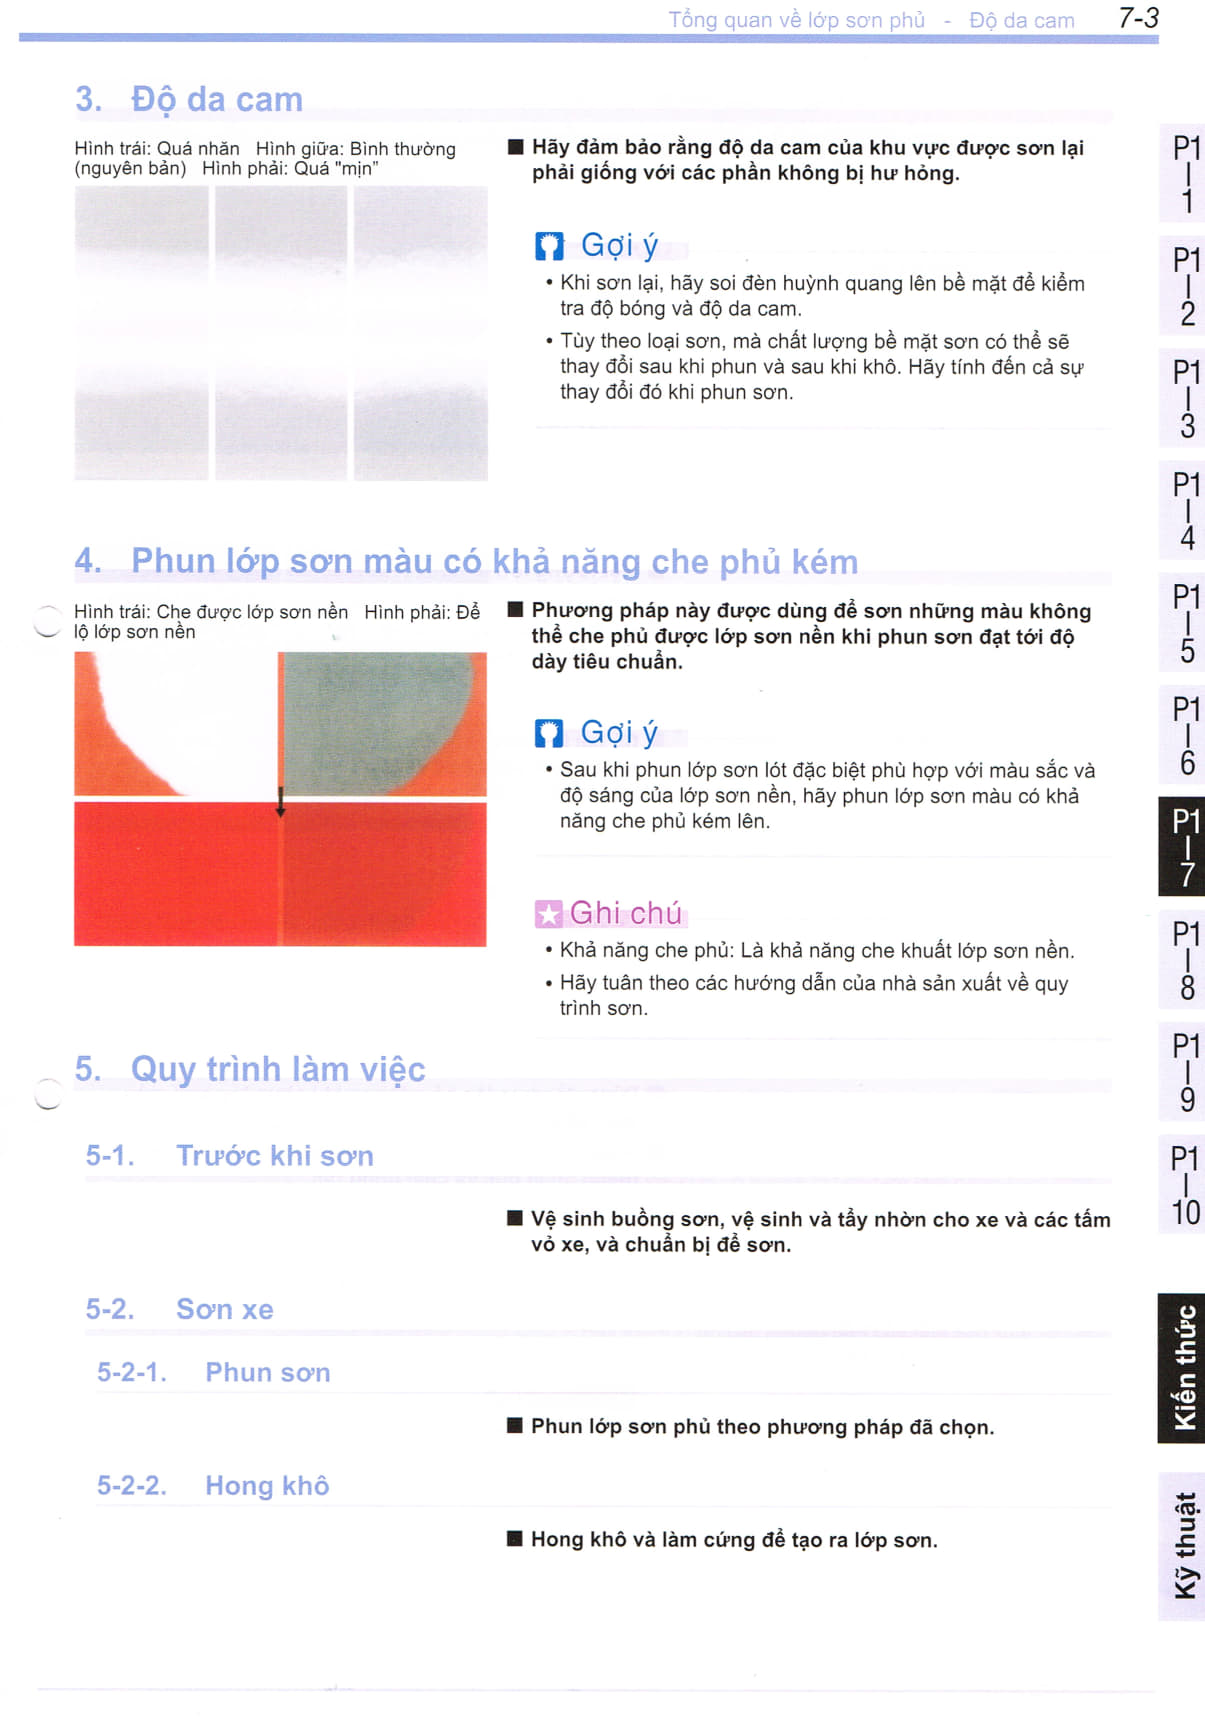 Tổng quan về lớp sơn phủ - Độ da cam 7-3
3. Độ da cam
Hình trái: Quá nhăn Hình giữa: Bình thường
(nguyên bản) Hình phải: Quá "mịn"
■ Hãy đảm bảo rằng độ da cam của khu vực được sơn lại
phải giống với các phần không bị hư hỏng.
Gợi ý
• Khi sơn lại, hãy soi đèn huỳnh quang lên bề mặt để kiểm
tra độ bóng và độ da cam.
• Tùy theo loại sơn, mà chất lượng bề mặt sơn có thể sẽ
thay đổi sau khi phun và sau khi khô. Hãy tính đến cả sự
thay đổi đó khi phun sơn.
4. Phun lớp sơn màu có khả năng che phủ kém
Hình trái: Che được lớp sơn nền Hình phải: Để
lộ lớp sơn nền
■ Phương pháp này được dùng để sơn những màu không
thể che phủ được lớp sơn nền khi phun sơn đạt tới độ
dày tiêu chuẩn.
Gợi ý
• Sau khi phun lớp sơn lót đặc biệt phù hợp với màu sắc và
độ sáng của lớp sơn nền, hãy phun lớp sơn màu có khả
năng che phủ kém lên.
Ghi chú
• Khả năng che phủ: Là khả năng che khuất lớp sơn nền.
• Hãy tuân theo các hướng dẫn của nhà sản xuất về quy
trình sơn.
5. Quy trình làm việc
5-1. Trước khi sơn
■ Vệ sinh buồng sơn, vệ sinh và tẩy nhờn cho xe và các tấm
vỏ xe, và chuẩn bị để sơn.
5-2. Sơn xe
5-2-1. Phun sơn
■ Phun lớp sơn phủ theo phương pháp đã chọn.
5-2-2. Hong khô
■ Hong khô và làm cứng để tạo ra lớp sơn.
P1
1
P1
2
P1
3
P1
4
P1
5
P1
6
P1
7
P1
8
P1
9
P1
10
Kiến thức
Kỹ thuật